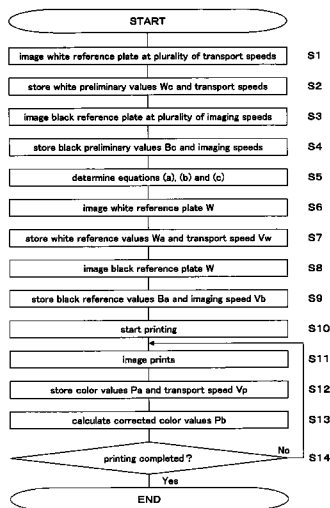 START
image white reference plate at plurality of transport speeds S1
store white preliminary values Wc and transport speeds S2
image black reference plate at plurality of imaging speeds S3
store black preliminary values Bc and imaging speeds S4
determine equations (a), (b) and (c) S5
image white reference plate W S6
store white reference values Wa and transport speed Vw S7
image black reference plate W S8
store black reference values Ba and imaging speed Vb S9
start printing S10
image prints S11
store color values Pa and transport speed Vp S12
calculate corrected color values Pb S13
No
printing completed ? S14
Yes
END